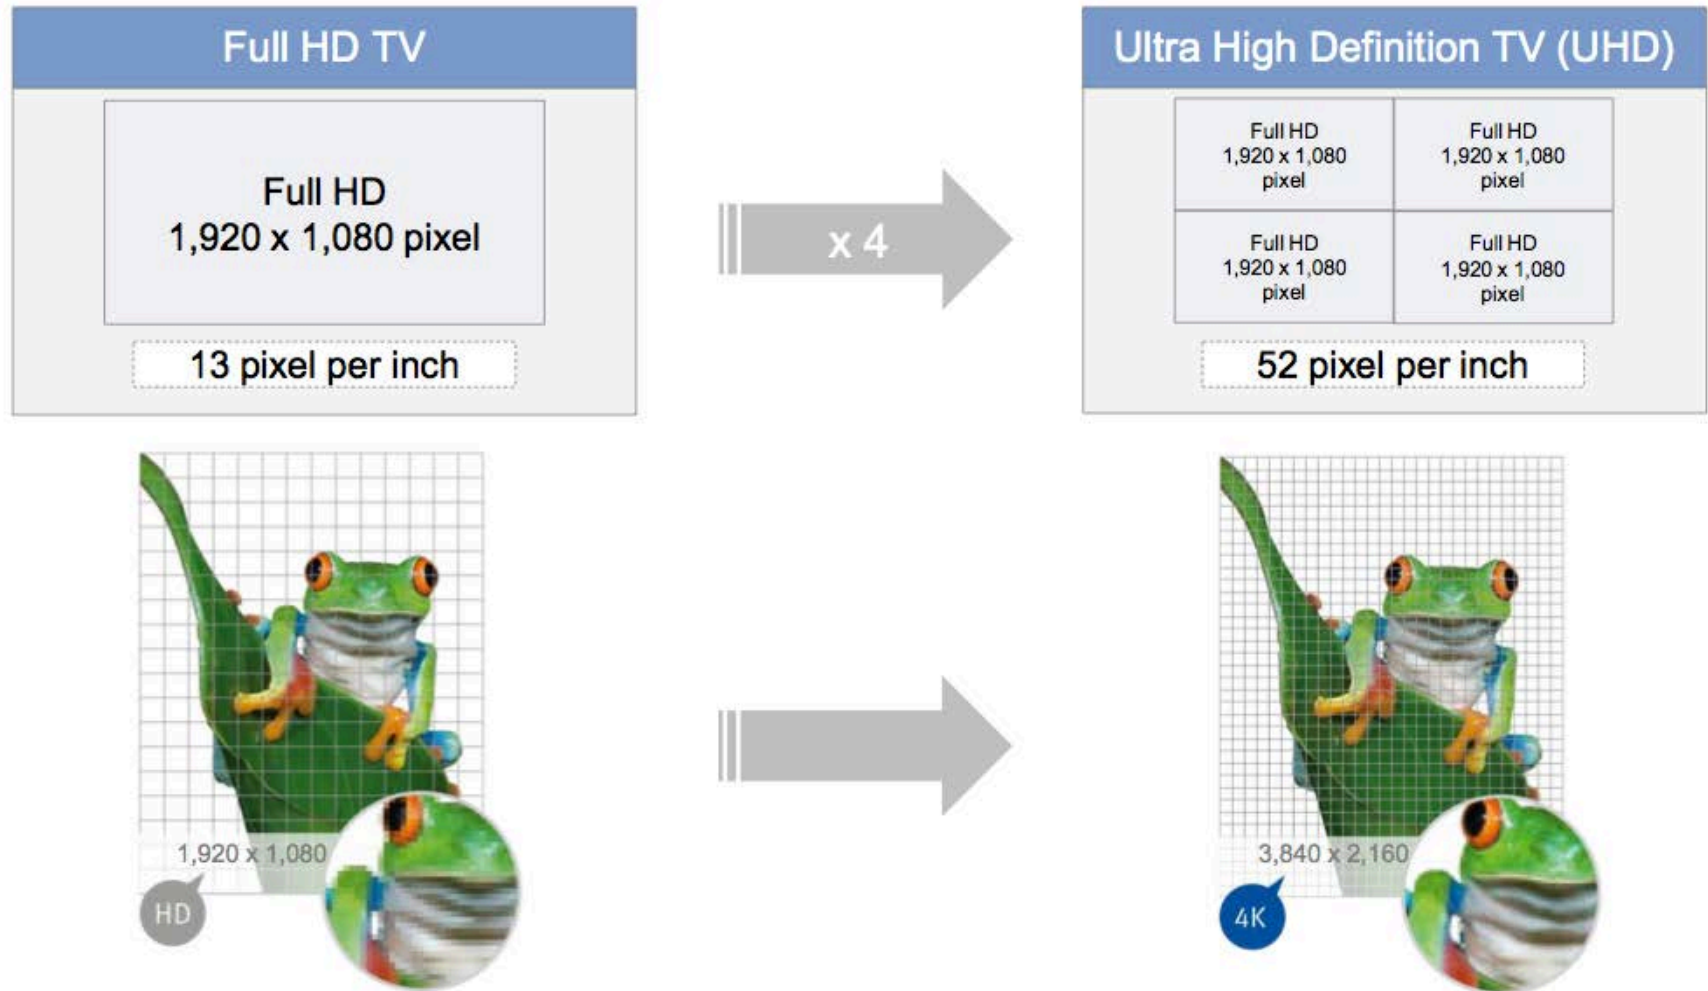 Full HD TV
Full HD
1,920 x 1,080 pixel
13 pixel per inch
x 4
Ultra High Definition TV (UHD)
Full HD
1,920 x 1,080
pixel
Full HD
1,920 x 1,080
pixel
Full HD
1,920 x 1,080
pixel
Full HD
1,920 x 1,080
pixel
52 pixel per inch
1,920 x 1,080
HD
3,840 x 2,160
4K